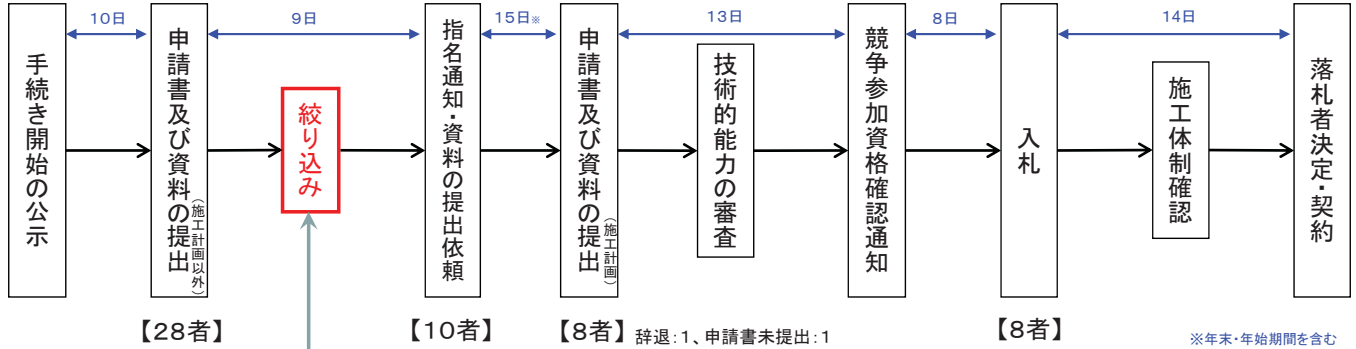 10日
9日
15日※
13日
8日
14日
手続き開始の公示
申請書及び資料の提出
(施工計画以外)
絞り込み
指名通知・資料の提出依頼
申請書及び資料の提出
(施工計画)
技術的能力の審査
競争参加資格確認通知
入札
施工体制確認
落札者決定・契約
【28者】
【10者】
【8者】 辞退:1、申請書未提出:1
【8者】
※年末・年始期間を含む